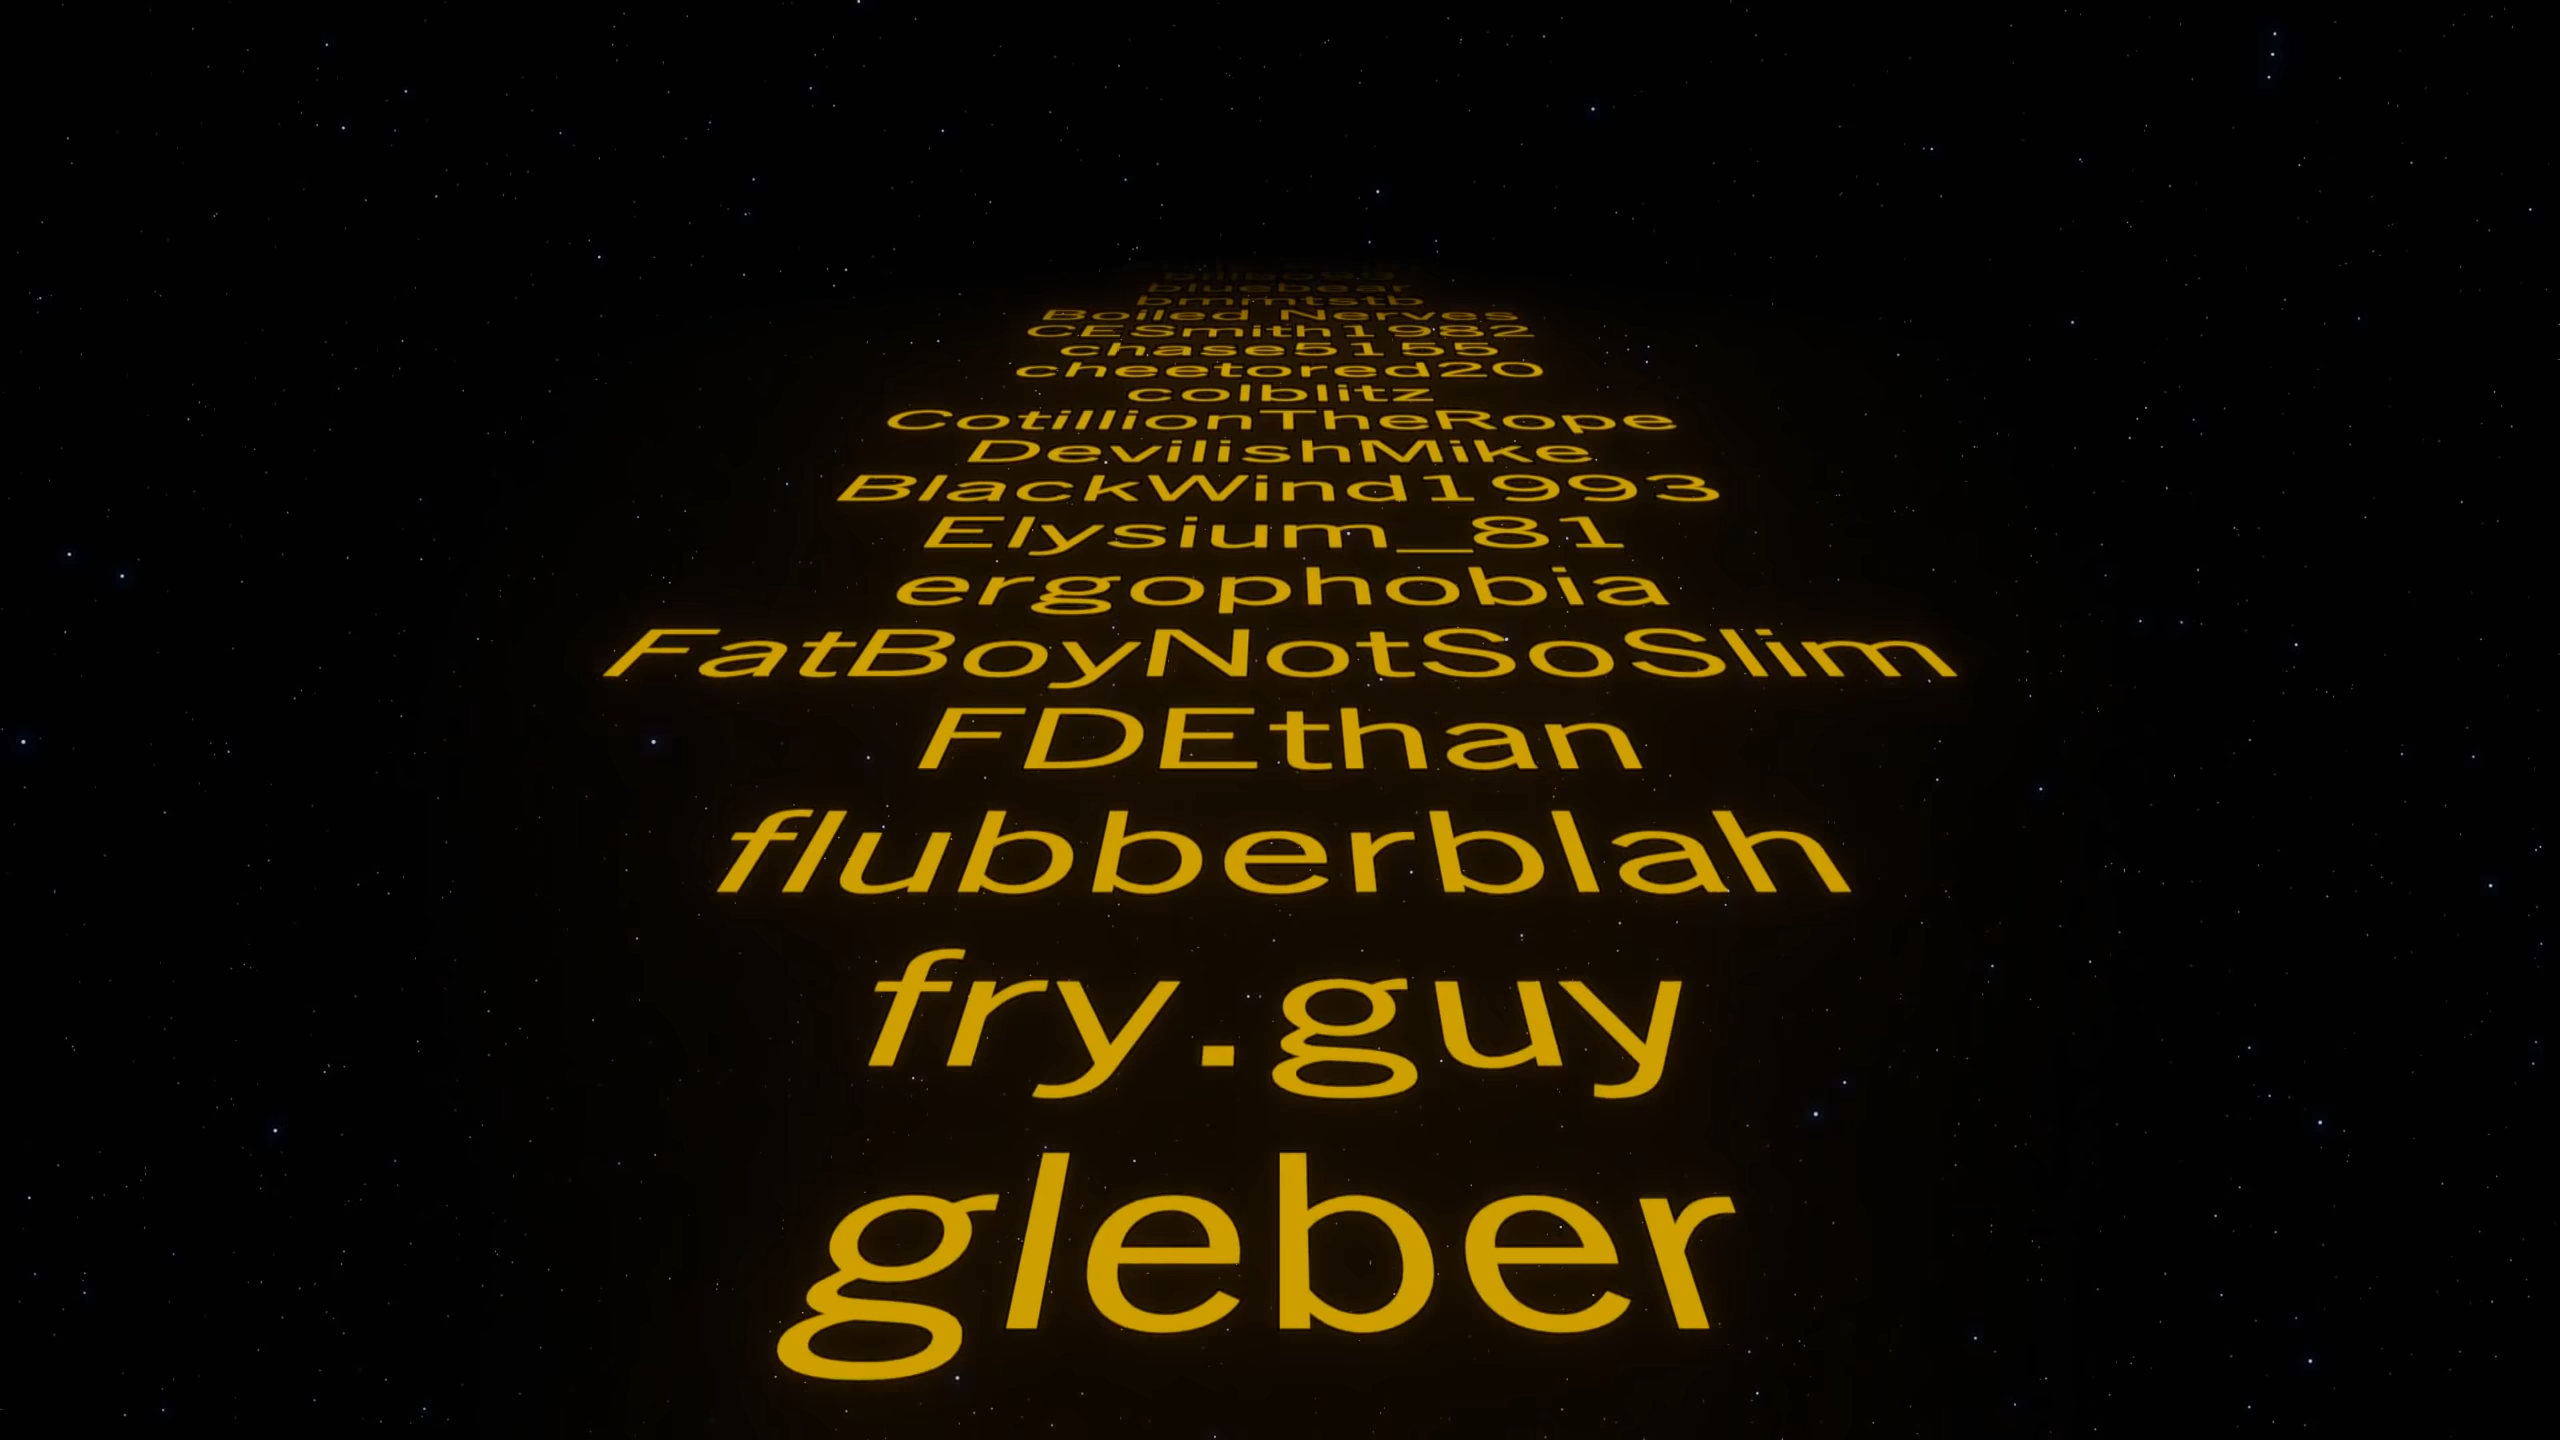 bluebear
bmmtstb
Boiled Nerves
CESmith1982
chase5155
cheetored20
colblitz
CotillionTheRope
DevilishMike
BlackWind1993
Elysium_81
ergophobia
FatBoyNotSoSlim
FDEthan
flubberblah
fry.guy
gleber